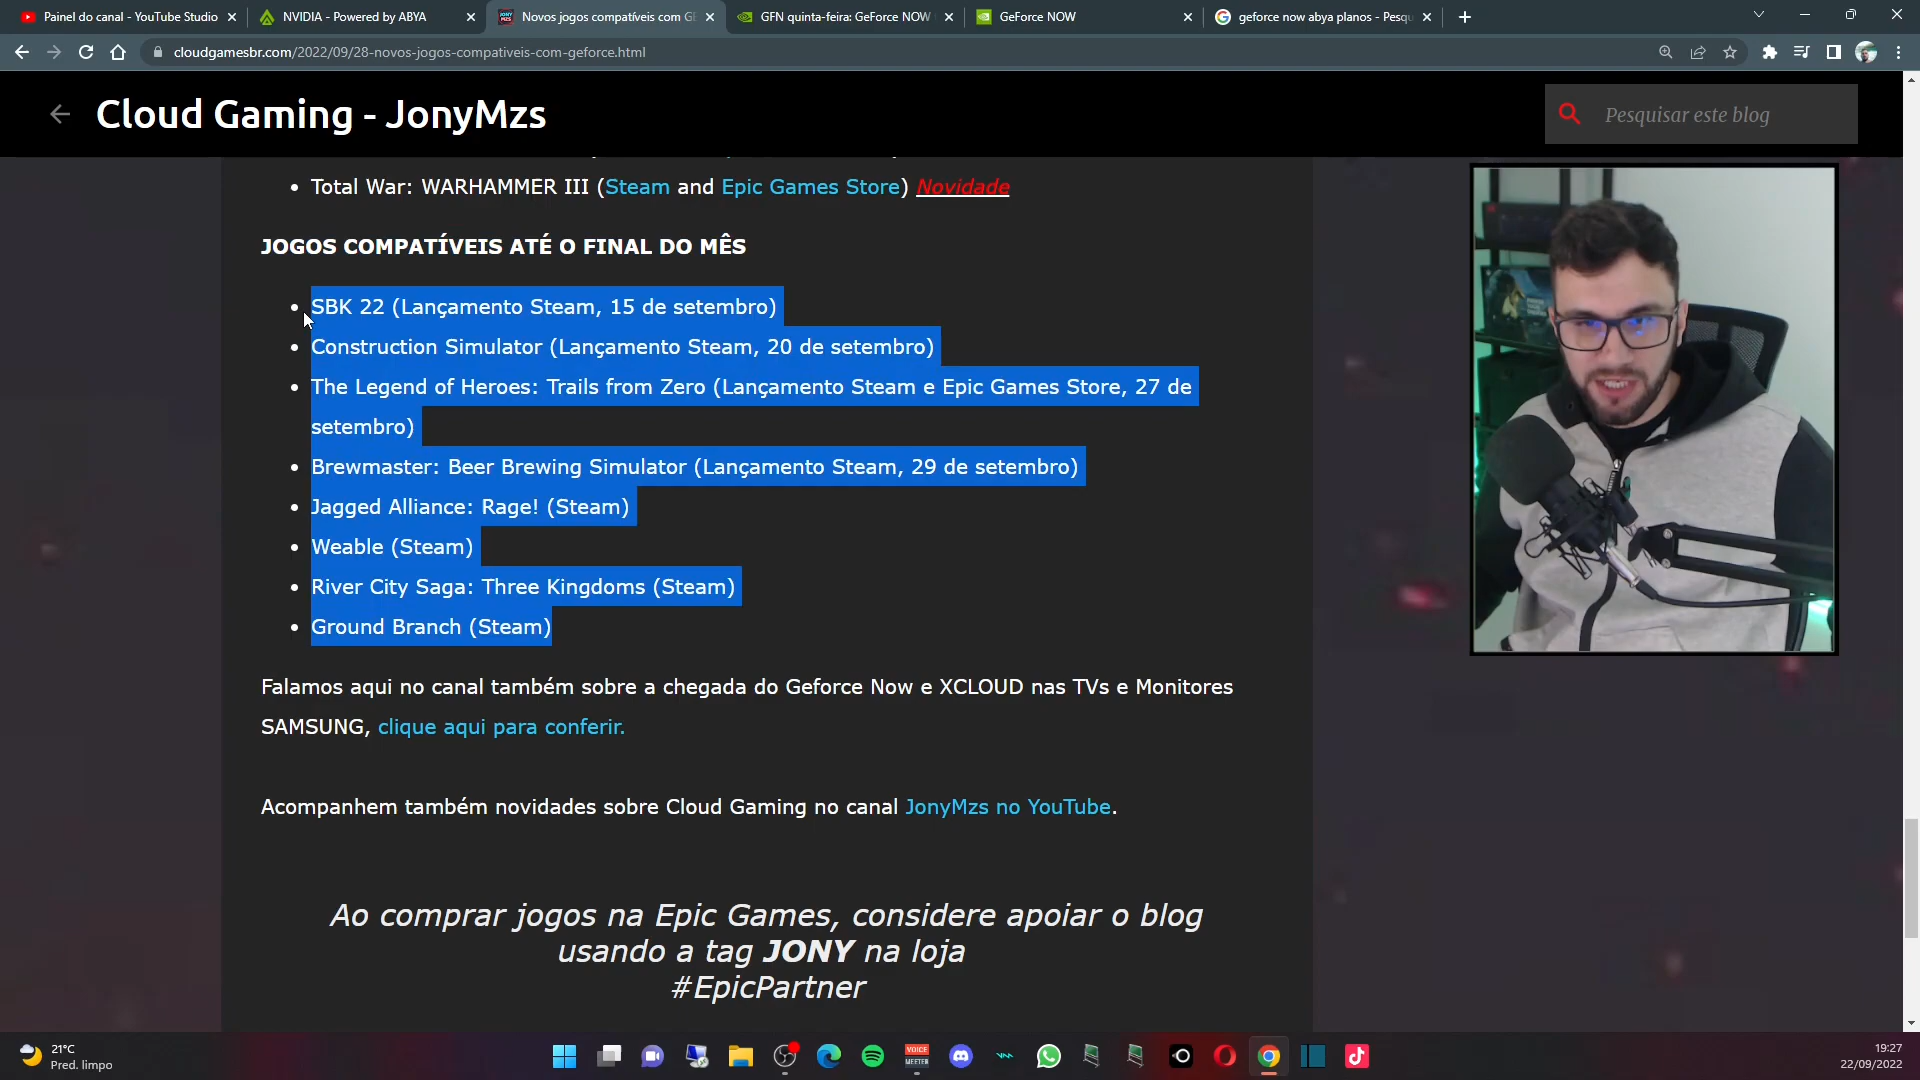 Painel do canal - YouTube Studio
NVIDIA - Powered by ABYA
Novos jogos compatíveis com GE
GFN quinta-feira: GeForce NOW
GeForce NOW
geforce now abya planos - Pesqu
cloudgamesbr.com/2022/09/28-novos-jogos-compativeis-com-geforce.html
Cloud Gaming - JonyMzs
Pesquisar este blog
Total War: WARHAMMER III (Steam and Epic Games Store) Novidade
JOGOS COMPATÍVEIS ATÉ O FINAL DO MÊS
SBK 22 (Lançamento Steam, 15 de setembro)
Construction Simulator (Lançamento Steam, 20 de setembro)
The Legend of Heroes: Trails from Zero (Lançamento Steam e Epic Games Store, 27 de
setembro)
Brewmaster: Beer Brewing Simulator (Lançamento Steam, 29 de setembro)
Jagged Alliance: Rage! (Steam)
Weable (Steam)
River City Saga: Three Kingdoms (Steam)
Ground Branch (Steam)
Falamos aqui no canal também sobre a chegada do Geforce Now e XCLOUD nas TVs e Monitores
SAMSUNG, clique aqui para conferir.
Acompanhem também novidades sobre Cloud Gaming no canal JonyMzs no YouTube.
Ao comprar jogos na Epic Games, considere apoiar o blog
usando a tag JONY na loja
#EpicPartner
21°C
Pred. limpo
VOICE
MEETER
19:27
22/09/2022